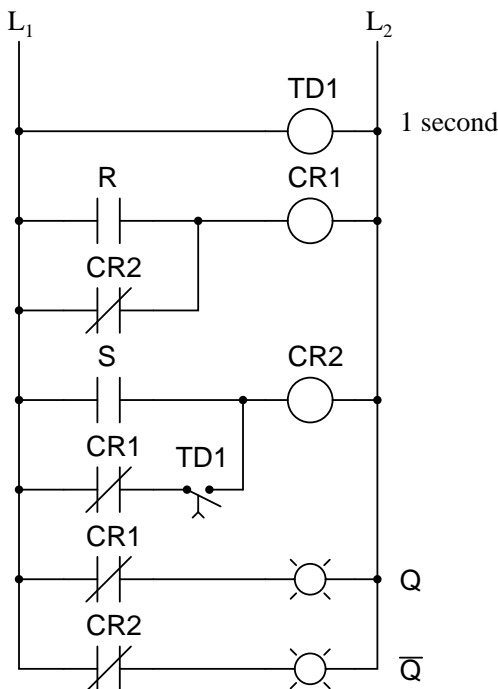 L₁ L₂
TD1
1 second
R CR1
CR2
S CR2
CR1 TD1
CR1
Q
CR2
Q̅